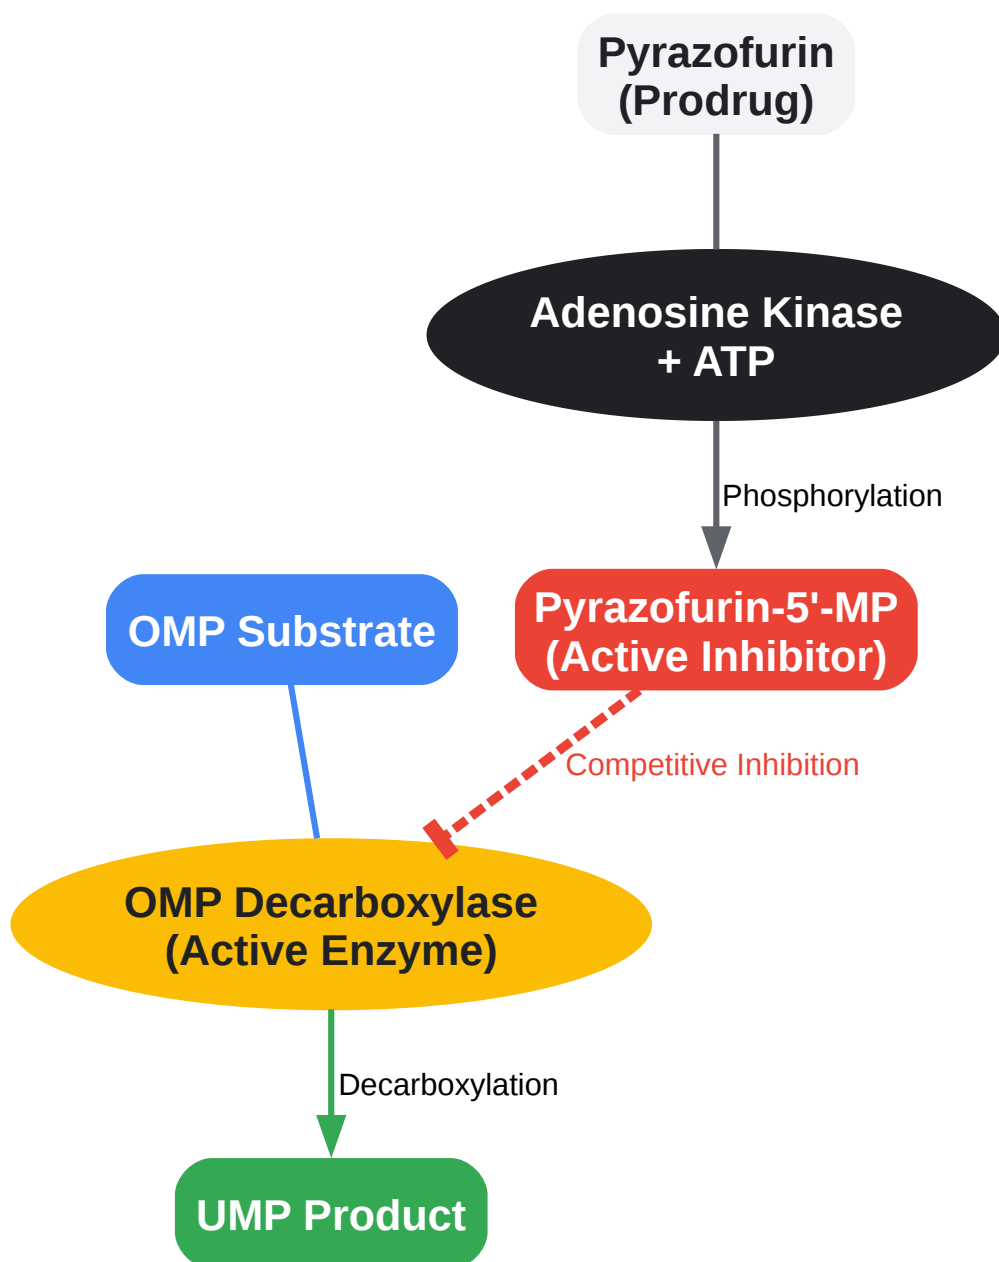 Pyrazofurin
(Prodrug)
Adenosine Kinase
+ ATP
Phosphorylation
OMP Substrate
Pyrazofurin-5'-MP
(Active Inhibitor)
Competitive Inhibition
OMP Decarboxylase
(Active Enzyme)
Decarboxylation
UMP Product